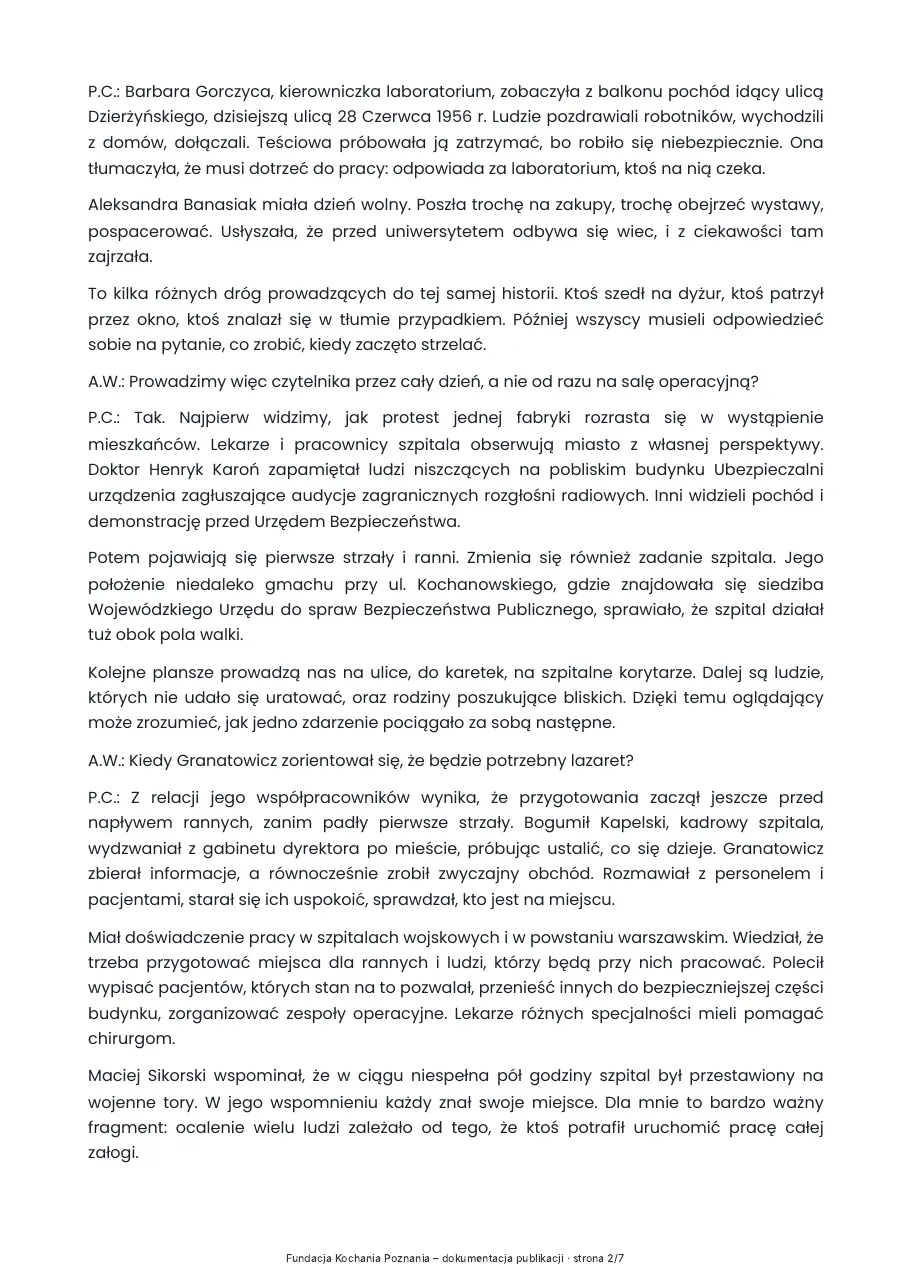 P.C.: Barbara Gorczyca, kierowniczka laboratorium, zobaczyła z balkonu pochód idący ulicą
Dzierżyńskiego, dzisiejszą ulicą 28 Czerwca 1956 r. Ludzie pozdrawiali robotników, wychodzili
z domów, dołączali. Teściowa próbowała ją zatrzymać, bo robiło się niebezpiecznie. Ona
tłumaczyła, że musi dotrzeć do pracy: odpowiada za laboratorium, ktoś na nią czeka.
Aleksandra Banasiak miała dzień wolny. Poszła trochę na zakupy, trochę obejrzeć wystawy,
pospacerować. Usłyszała, że przed uniwersytetem odbywa się wiec, i z ciekawości tam
zajrzała.
To kilka różnych dróg prowadzących do tej samej historii. Ktoś szedł na dyżur, ktoś patrzył
przez okno, ktoś znalazł się w tłumie przypadkiem. Później wszyscy musieli odpowiedzieć
sobie na pytanie, co zrobić, kiedy zaczęto strzelać.
A.W.: Prowadzimy więc czytelnika przez cały dzień, a nie od razu na salę operacyjną?
P.C.: Tak. Najpierw widzimy, jak protest jednej fabryki rozrasta się w wystąpienie
mieszkańców. Lekarze i pracownicy szpitala obserwują miasto z własnej perspektywy.
Doktor Henryk Karoń zapamiętał ludzi niszczących na pobliskim budynku Ubezpieczalni
urządzenia zagłuszające audycje zagranicznych rozgłośni radiowych. Inni widzieli pochód i
demonstrację przed Urzędem Bezpieczeństwa.
Potem pojawiają się pierwsze strzały i ranni. Zmienia się również zadanie szpitala. Jego
położenie niedaleko gmachu przy ul. Kochanowskiego, gdzie znajdowała się siedziba
Wojewódzkiego Urzędu do spraw Bezpieczeństwa Publicznego, sprawiało, że szpital działał
tuż obok pola walki.
Kolejne plansze prowadzą nas na ulice, do karetek, na szpitalne korytarze. Dalej są ludzie,
których nie udało się uratować, oraz rodziny poszukujące bliskich. Dzięki temu oglądający
może zrozumieć, jak jedno zdarzenie pociągało za sobą następne.
A.W.: Kiedy Granatowicz zorientował się, że będzie potrzebny lazaret?
P.C.: Z relacji jego współpracowników wynika, że przygotowania zaczął jeszcze przed
napływem rannych, zanim padły pierwsze strzały. Bogumił Kapelski, kadrowy szpitala,
wydzwaniał z gabinetu dyrektora po mieście, próbując ustalić, co się dzieje. Granatowicz
zbierał informacje, a równocześnie zrobił zwyczajny obchód. Rozmawiał z personelem i
pacjentami, starał się ich uspokoić, sprawdzał, kto jest na miejscu.
Miał doświadczenie pracy w szpitalach wojskowych i w powstaniu warszawskim. Wiedział, że
trzeba przygotować miejsca dla rannych i ludzi, którzy będą przy nich pracować. Polecił
wypisać pacjentów, których stan na to pozwalał, przenieść innych do bezpieczniejszej części
budynku, zorganizować zespoły operacyjne. Lekarze różnych specjalności mieli pomagać
chirurgom.
Maciej Sikorski wspominał, że w ciągu niespełna pół godziny szpital był przestawiony na
wojenne tory. W jego wspomnieniu każdy znał swoje miejsce. Dla mnie to bardzo ważny
fragment: ocalenie wielu ludzi zależało od tego, że ktoś potrafił uruchomić pracę całej
załogi.
Fundacja Kochania Poznania – dokumentacja publikacji · strona 2/7